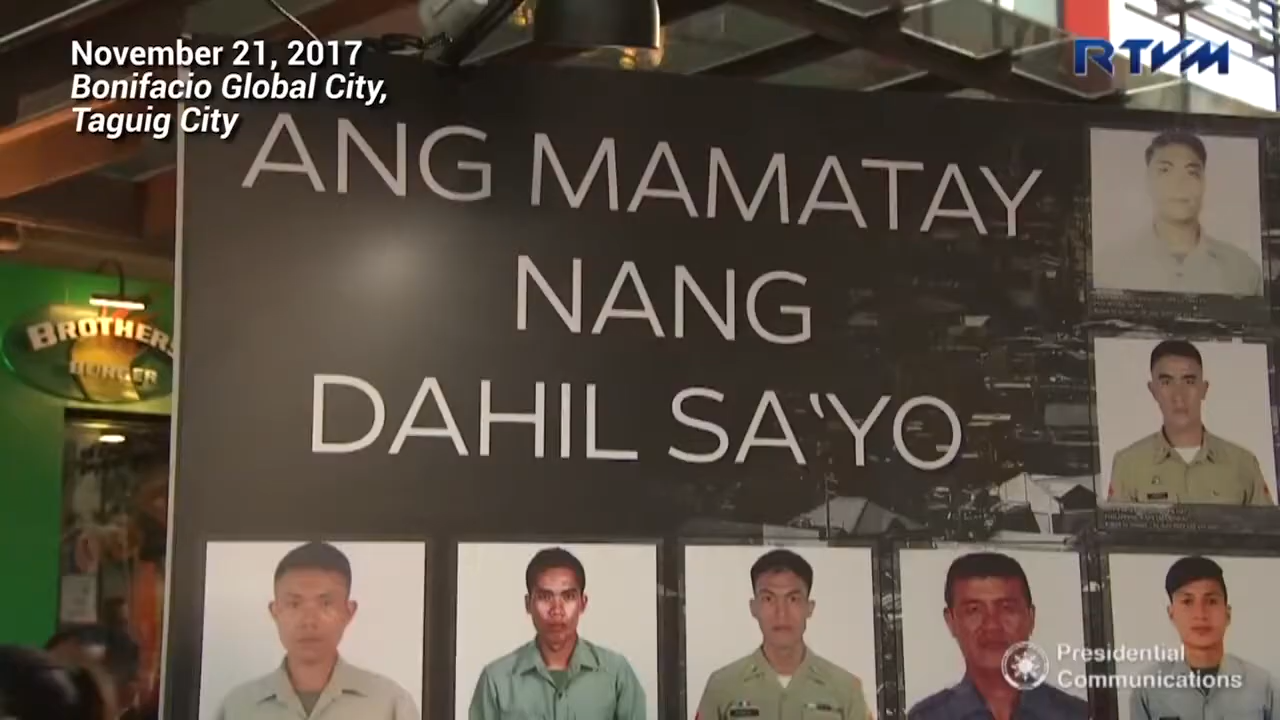 November 21, 2017
Bonifacio Global City,
Taguig City
RTVM
ANG MAMATAY
NANG
DAHIL SA‘YO
BROTHERS
BURGER
Presidential
Communications